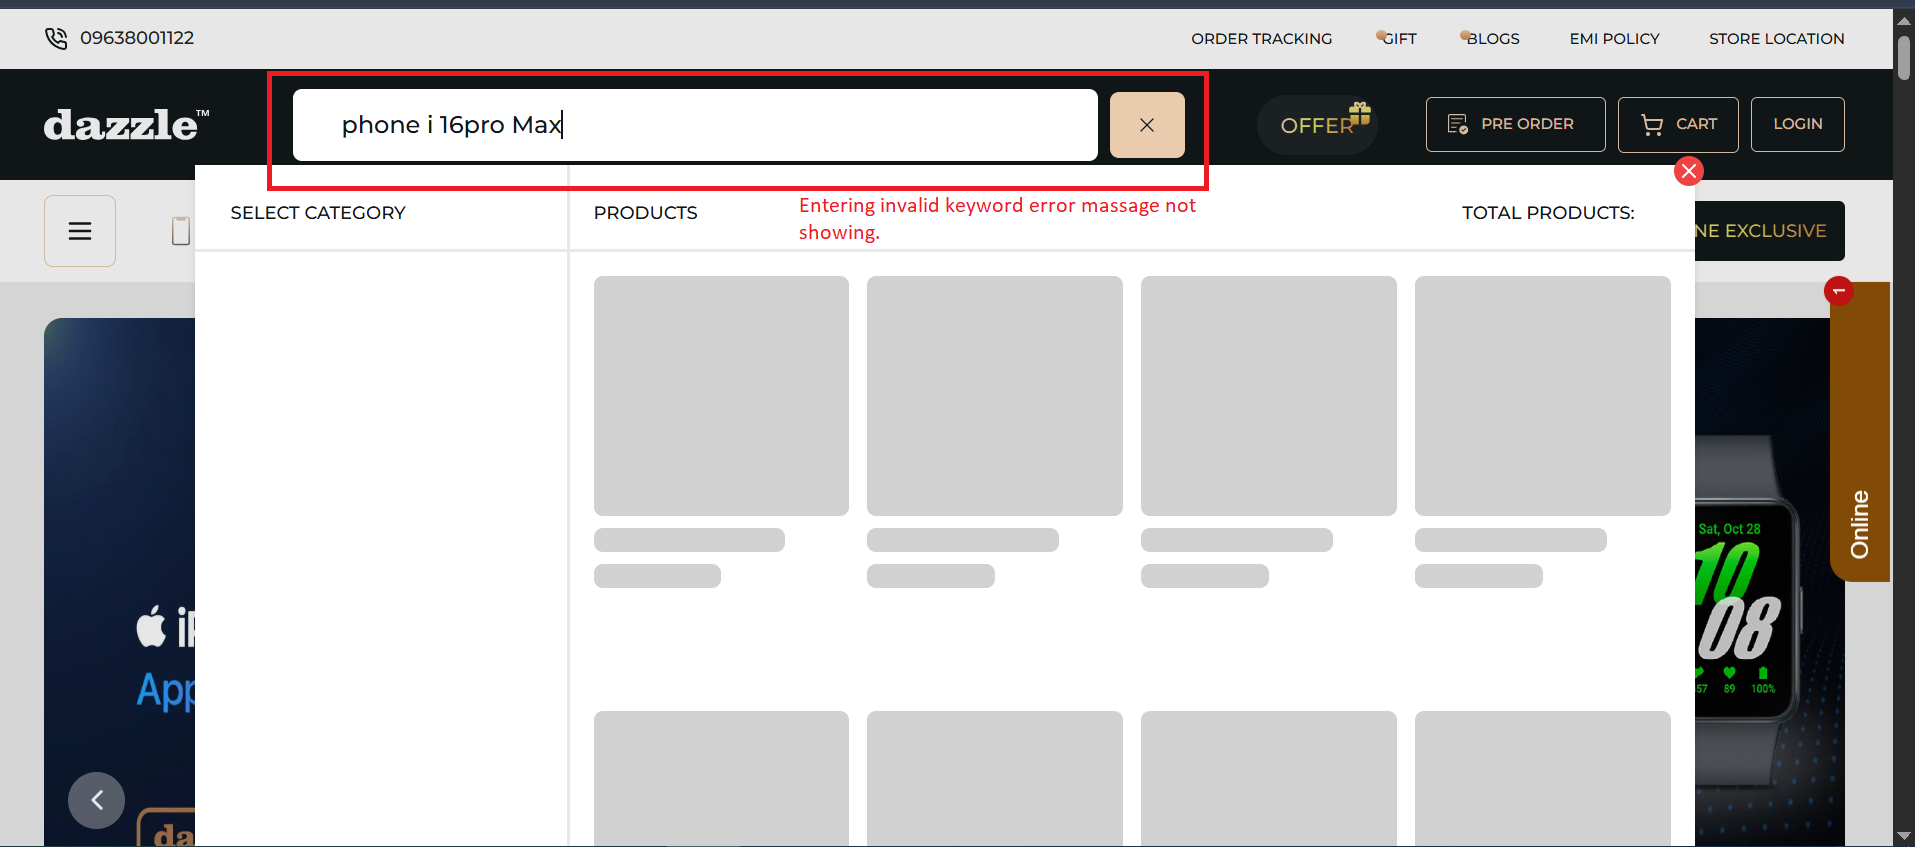 09638001122
ORDER TRACKING GIFT BLOGS EMI POLICY STORE LOCATION
dazzle™
phone i 16pro Max
OFFER
PRE ORDER
CART
LOGIN
SELECT CATEGORY
PRODUCTS
Entering invalid keyword error massage not
showing.
TOTAL PRODUCTS:
NE EXCLUSIVE
1
Online
Sat, Oct 28
10
08
57 89 100%
iP
App
da